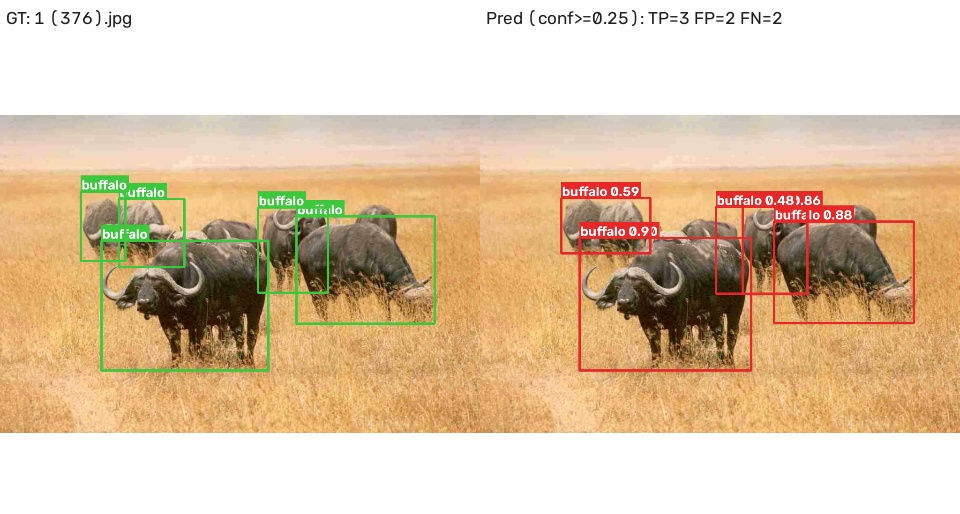 GT: 1 (376).jpg
Pred (conf>=0.25): TP=3 FP=2 FN=2
buffalo
buffalo
buffalo
buffalo
buffalo 0.59
buffalo 0.48
.86
buffalo 0.88
buffalo 0.90